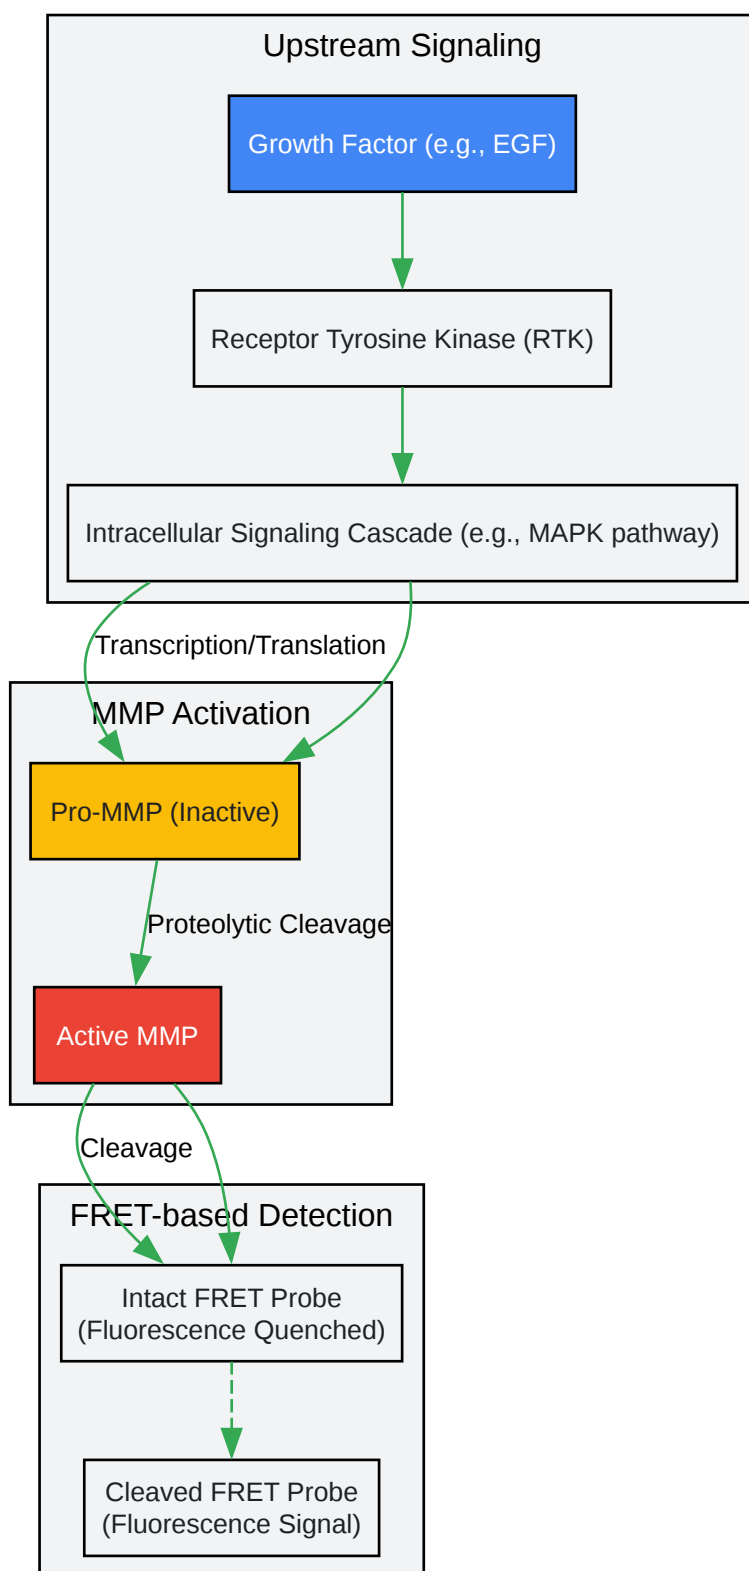 Upstream Signaling
Growth Factor (e.g., EGF)
Receptor Tyrosine Kinase (RTK)
Intracellular Signaling Cascade (e.g., MAPK pathway)
Transcription/Translation
MMP Activation
Pro-MMP (Inactive)
Proteolytic Cleavage
Active MMP
Cleavage
FRET-based Detection
Intact FRET Probe
(Fluorescence Quenched)
Cleaved FRET Probe
(Fluorescence Signal)